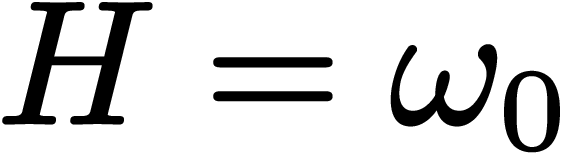 H = ω₀